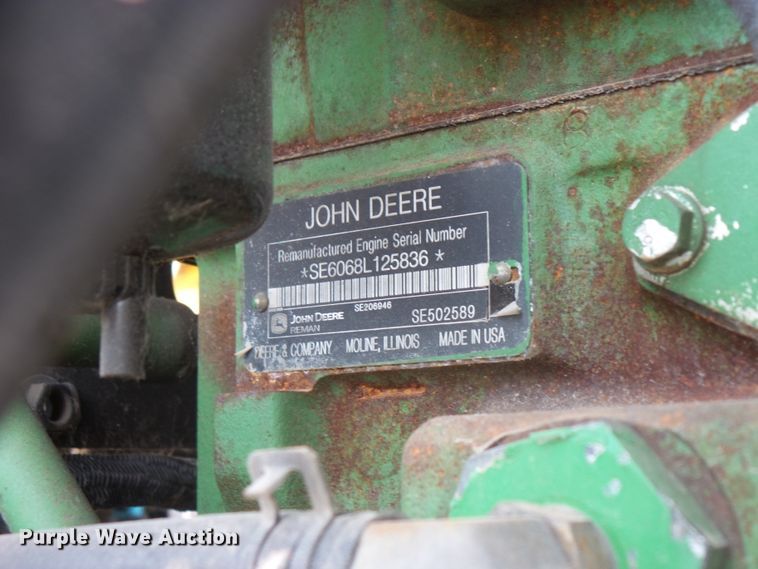 JOHN DEERE
Remanufactured Engine Serial Number
*SE6068L125836*
SE206946
JOHN DEERE
REMAN
SE502589
DEERE & COMPANY MOLINE, ILLINOIS MADE IN USA
Purple Wave Auction